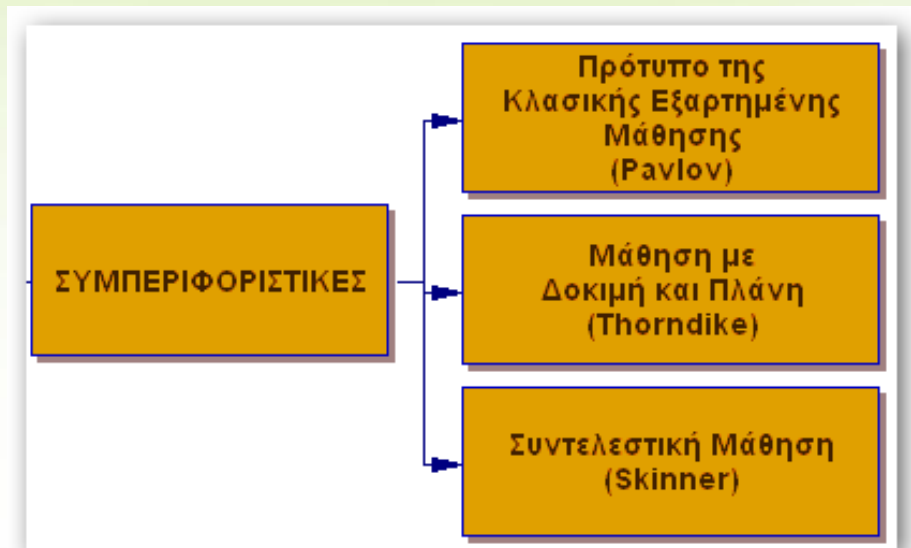 Πρότυπο της
Κλασικής Εξαρτημένης
Μάθησης
(Pavlov)
ΣΥΜΠΕΡΙΦΟΡΙΣΤΙΚΕΣ
Μάθηση με
Δοκιμή και Πλάνη
(Thorndike)
Συντελεστική Μάθηση
(Skinner)